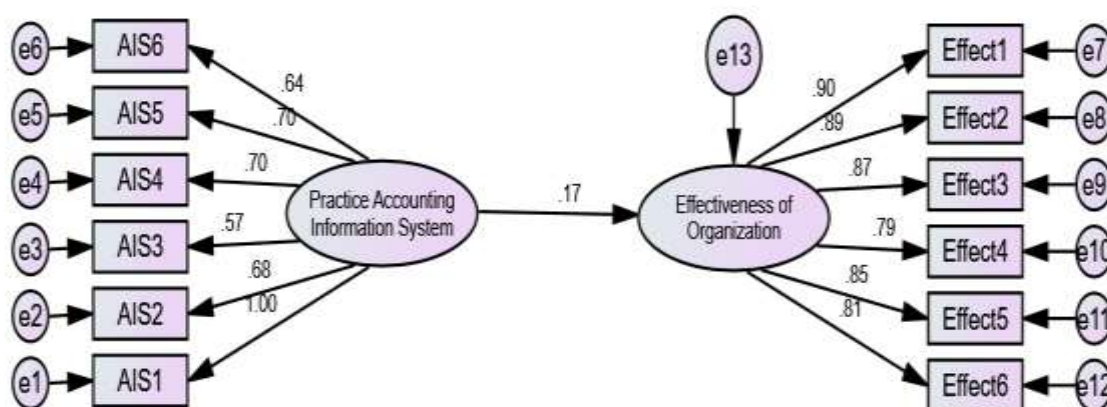 e6
AIS6
.64
e5
AIS5
.70
e4
AIS4
.70
e3
AIS3
.57
e2
AIS2
.68
e1
AIS1
1.00
Practice Accounting
Information System
.17
e13
Effectiveness of
Organization
.90
Effect1
e7
.89
Effect2
e8
.87
Effect3
e9
.79
Effect4
e10
.85
Effect5
e11
.81
Effect6
e12